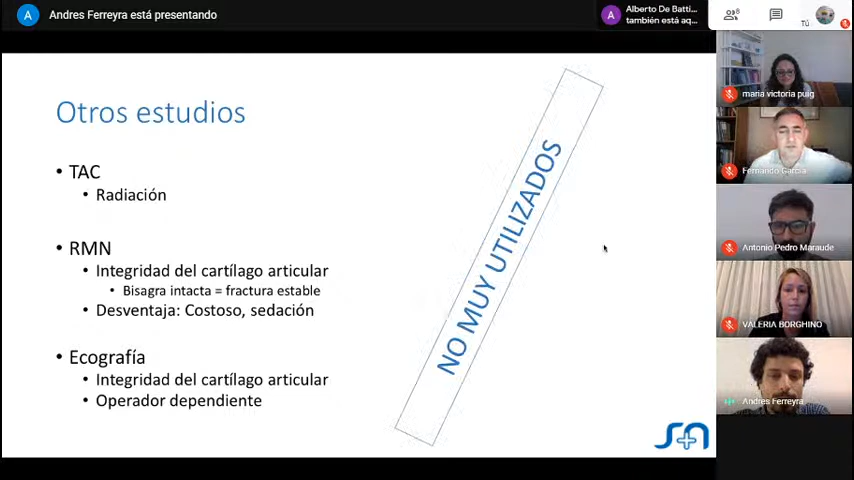 A Andres Ferreyra está presentando
A Alberto De Batti...
también está aq...
8
Tú
Otros estudios
• TAC
• Radiación
• RMN
• Integridad del cartílago articular
• Bisagra intacta = fractura estable
• Desventaja: Costoso, sedación
• Ecografía
• Integridad del cartílago articular
• Operador dependiente
NO MUY UTILIZADOS
maria victoria puig
Fernando Garcia
Antonio Pedro Maraude
VALERIA BORGHINO
Andres Ferreyra